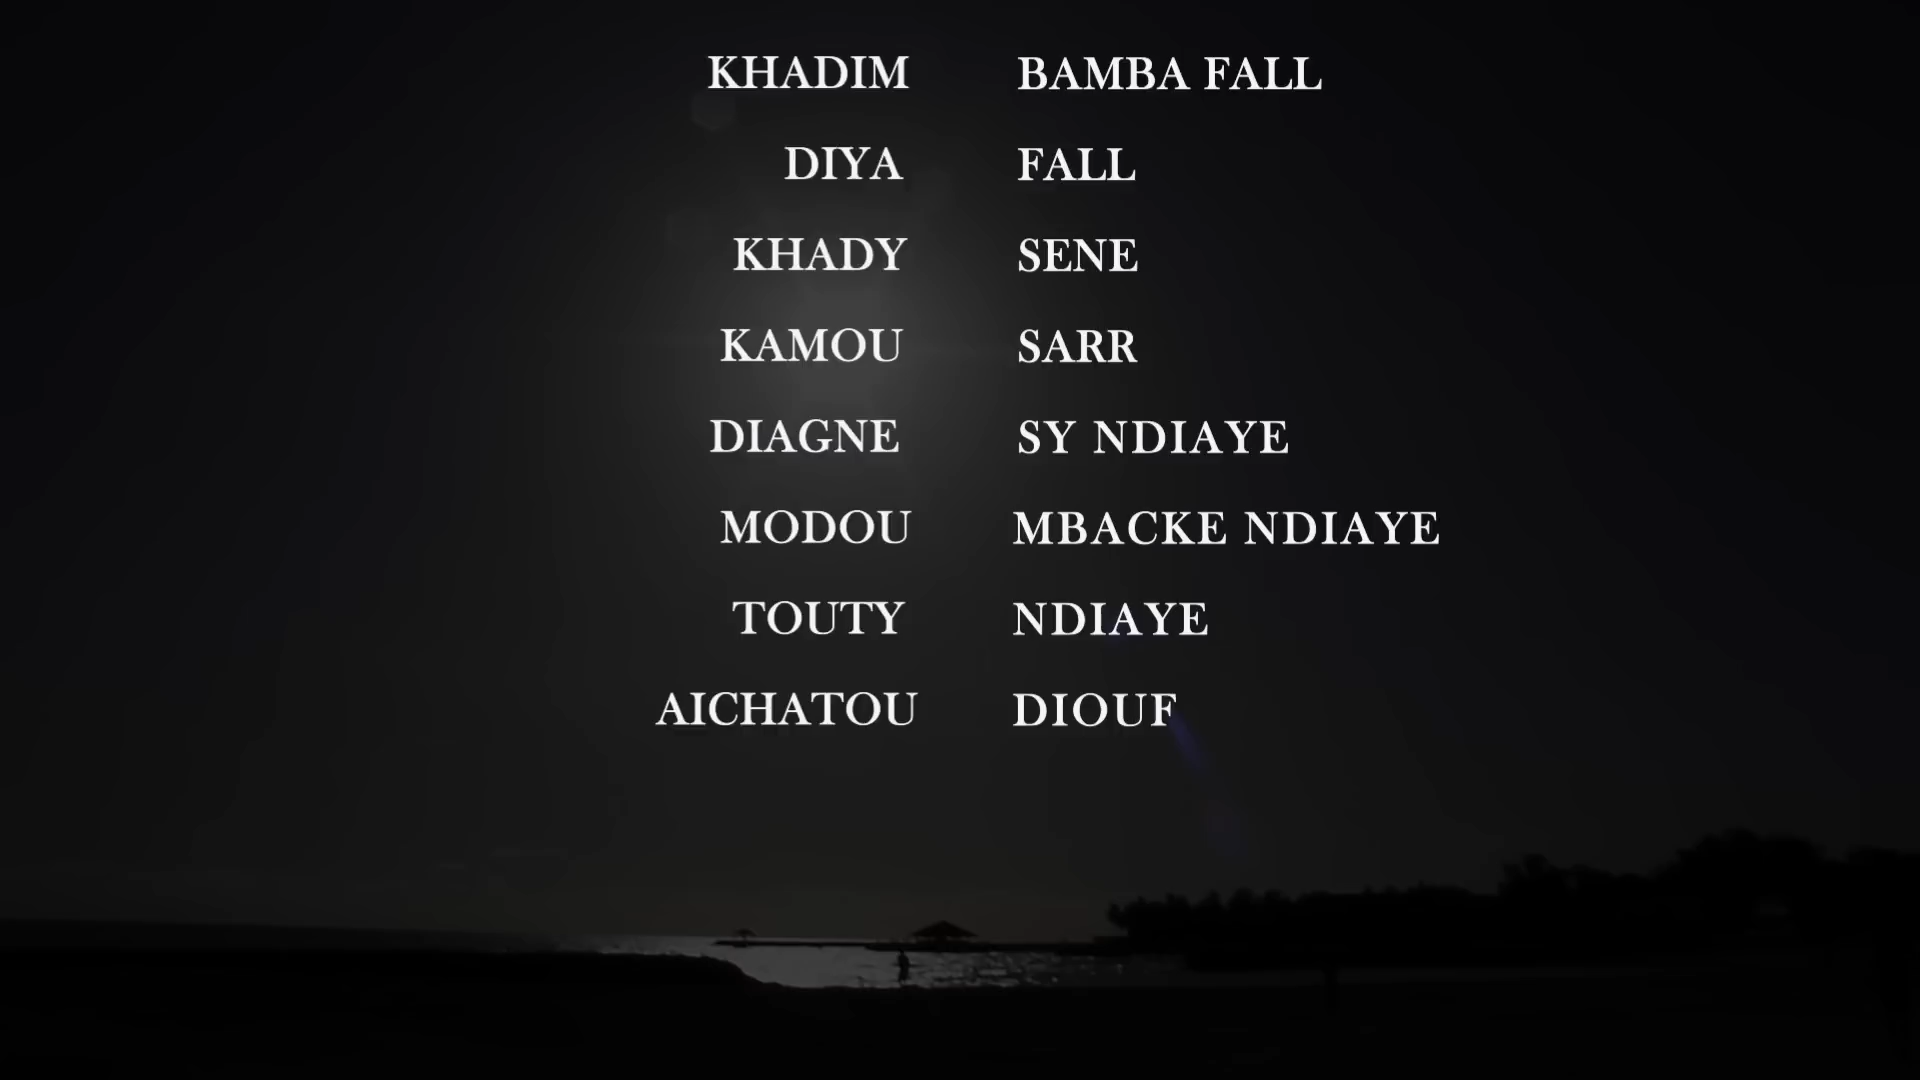 KHADIM BAMBA FALL
DIYA FALL
KHADY SENE
KAMOU SARR
DIAGNE SY NDIAYE
MODOU MBACKE NDIAYE
TOUTY NDIAYE
AICHATOU DIOUF